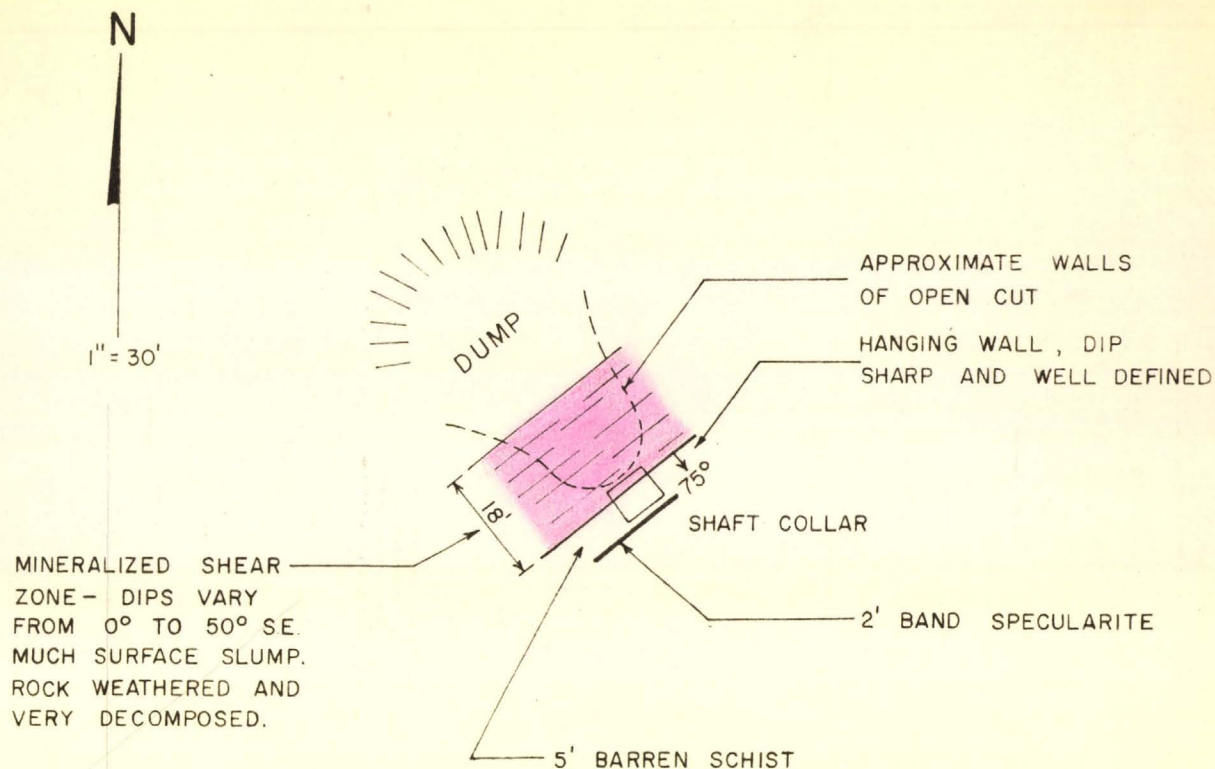 N
1" = 30'
DUMP
APPROXIMATE WALLS
OF OPEN CUT
HANGING WALL, DIP
SHARP AND WELL DEFINED
75°
18'
SHAFT COLLAR
MINERALIZED SHEAR
ZONE- DIPS VARY
FROM 0° TO 50° S.E.
MUCH SURFACE SLUMP.
ROCK WEATHERED AND
VERY DECOMPOSED.
2' BAND SPECULARITE
5' BARREN SCHIST